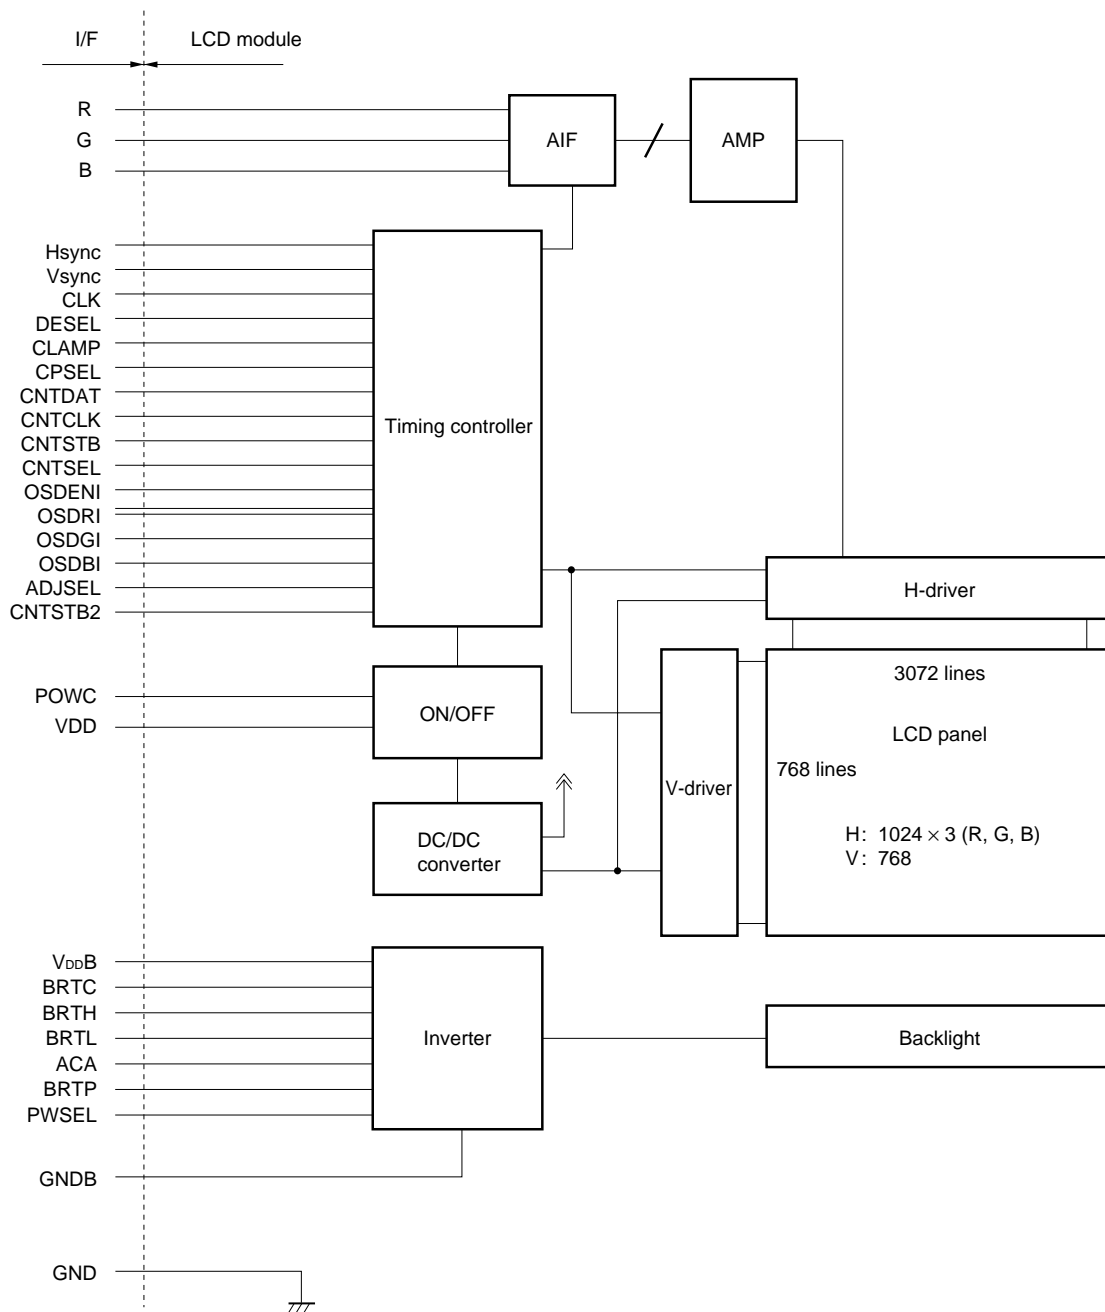 I/F
LCD module
R
G
B
AIF
AMP
Hsync
Vsync
CLK
DESEL
CLAMP
CPSEL
CNTDAT
CNTCLK
CNTSTB
CNTSEL
OSDENI
OSDRI
OSDGI
OSDBI
ADJSEL
CNTSTB2
Timing controller
H-driver
POWC
VDD
ON/OFF
3072 lines
LCD panel
768 lines
V-driver
H: 1024 × 3 (R, G, B)
V: 768
DC/DC
converter
VDDB
BRTC
BRTH
BRTL
ACA
BRTP
PWSEL
Inverter
Backlight
GNDB
GND